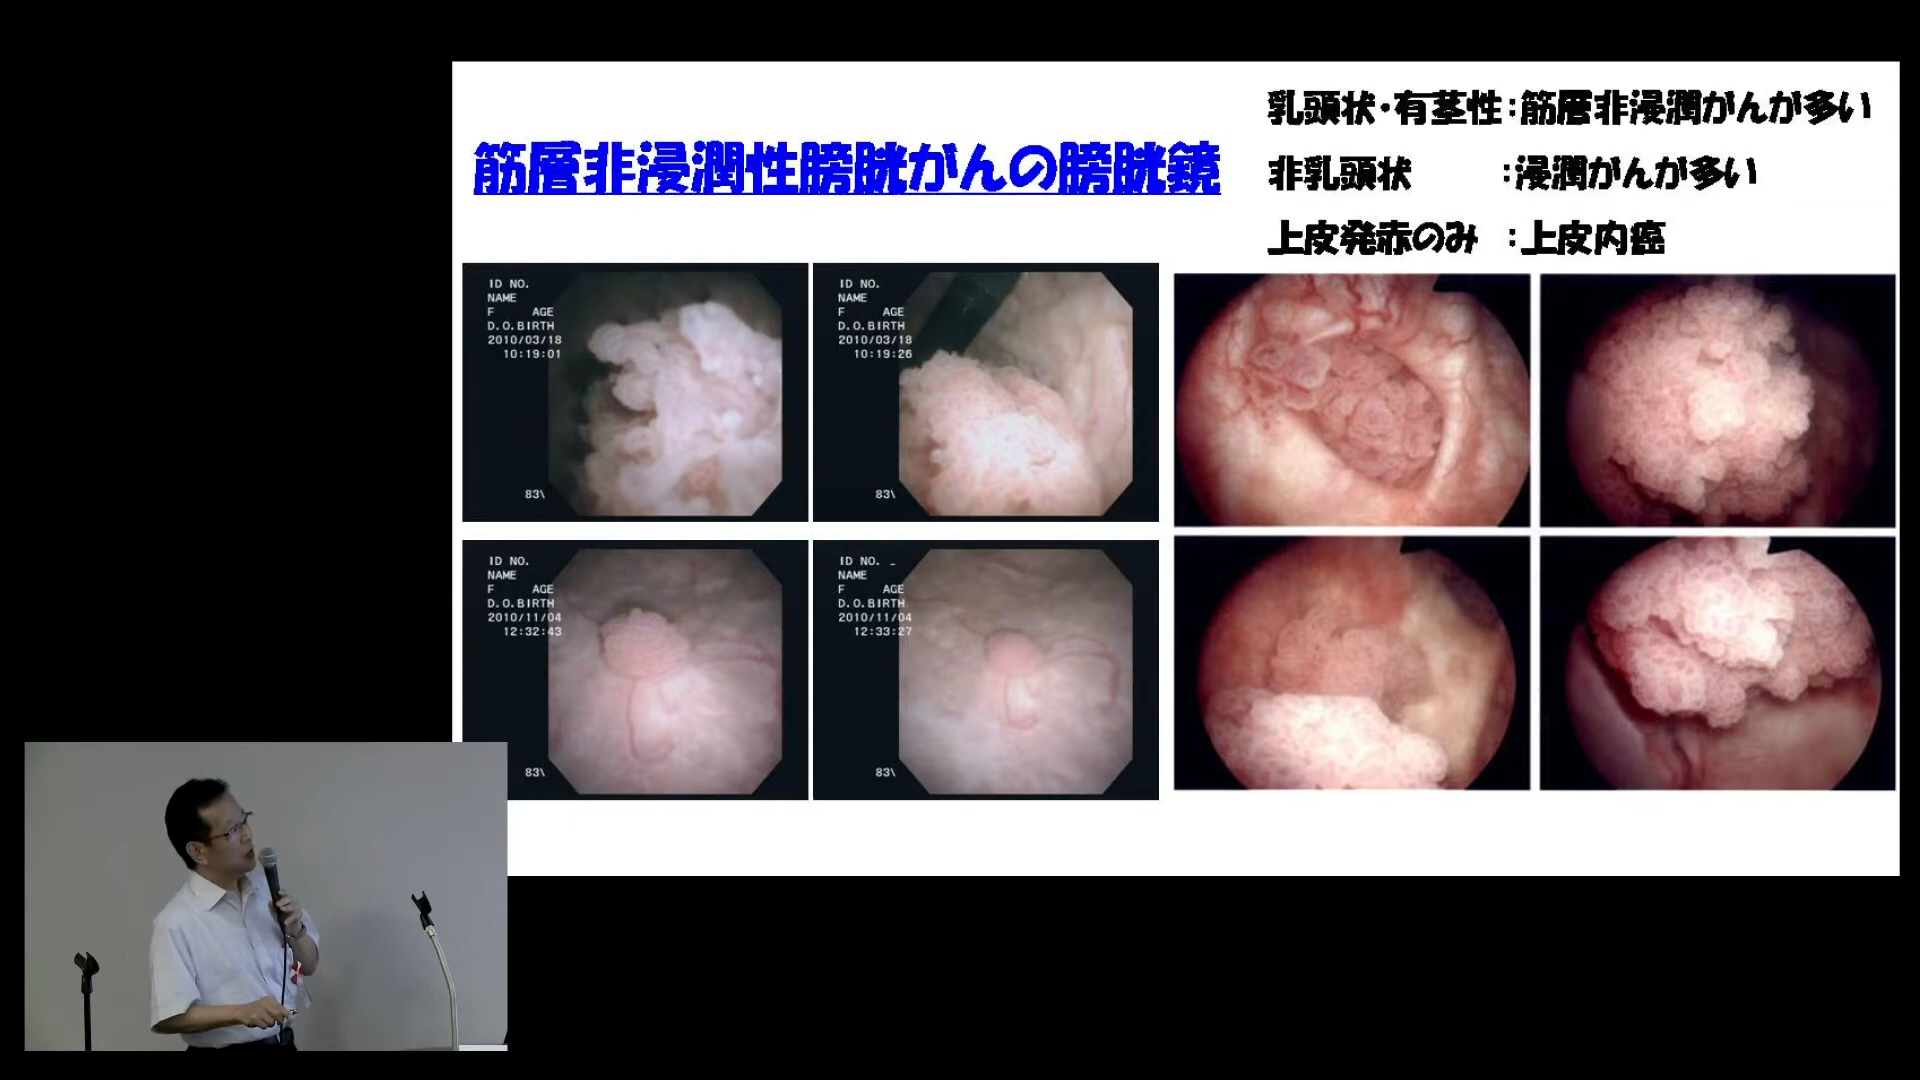 筋層非浸潤性膀胱がんの膀胱鏡
乳頭状・有茎性:筋層非浸潤がんが多い
非乳頭状 :浸潤がんが多い
上皮発赤のみ :上皮内癌
ID NO.
NAME
F AGE
D.O.BIRTH
2010/03/18
10:19:01
83\
ID NO.
NAME
F AGE
D.O.BIRTH
2010/03/18
10:19:26
83\
ID NO.
NAME
F AGE
D.O.BIRTH
2010/11/04
12:32:43
83\
ID NO. _
NAME
F AGE
D.O.BIRTH
2010/11/04
12:33:27
83\